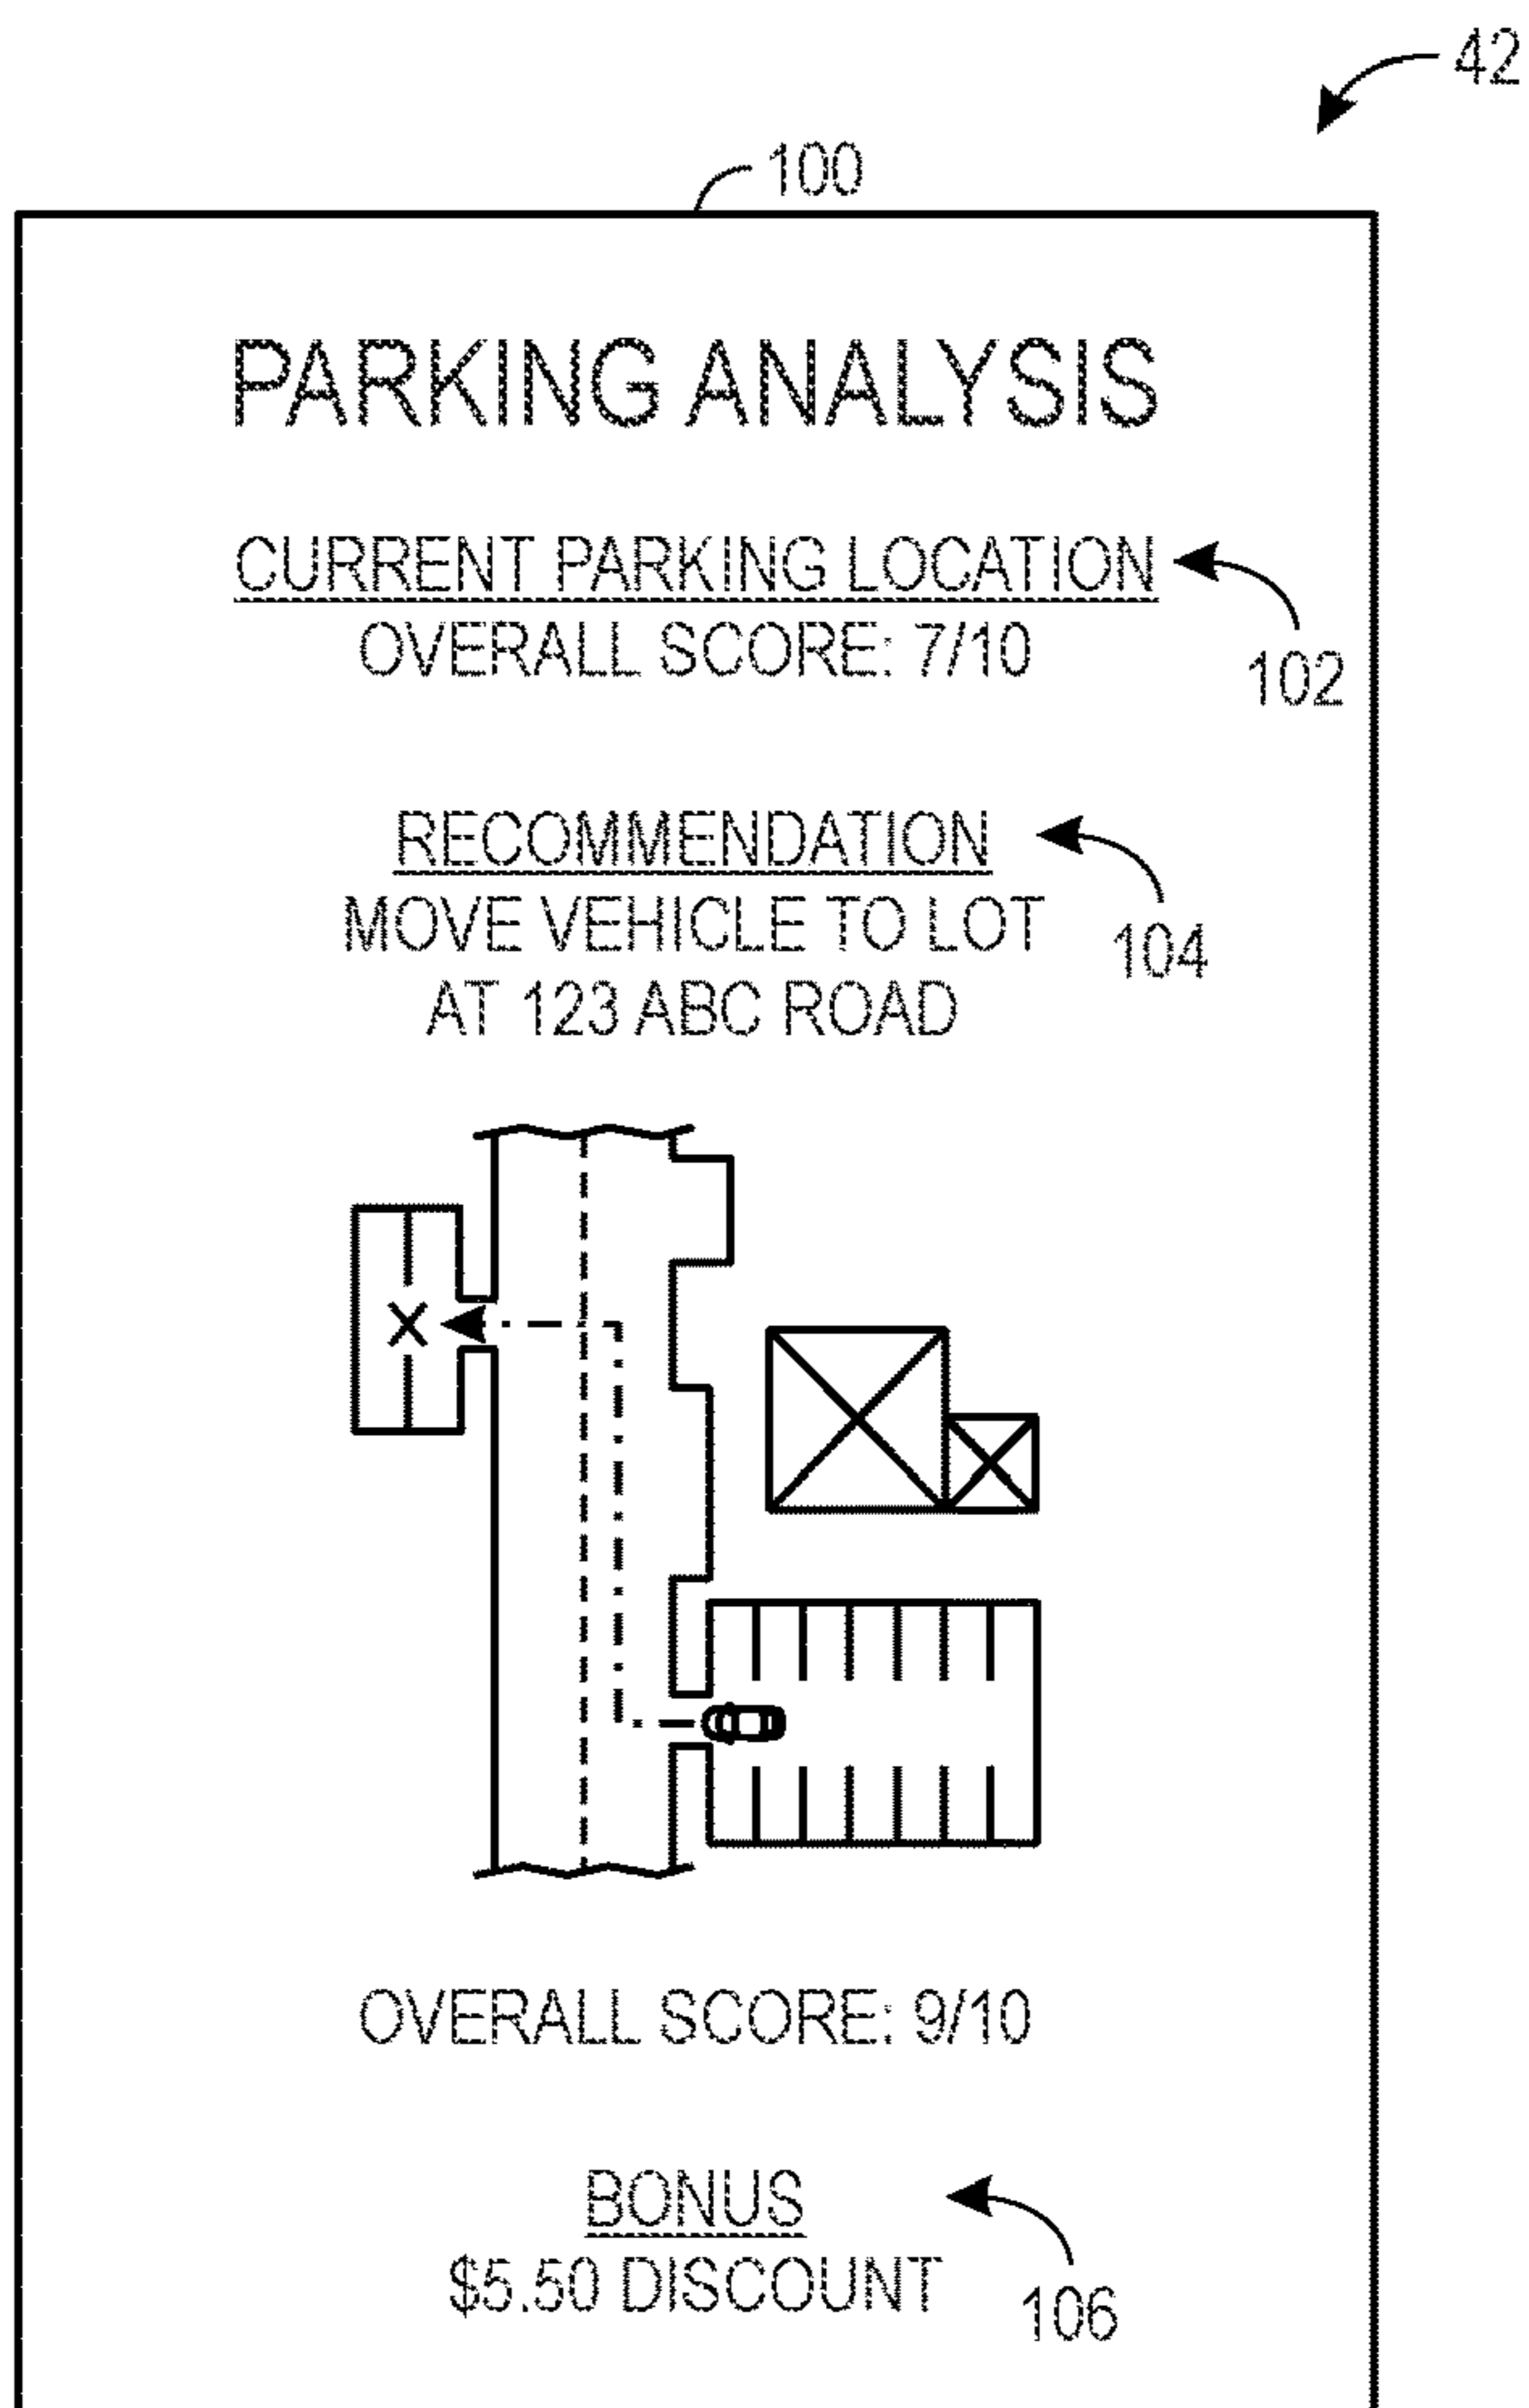 42
100
PARKING ANALYSIS
CURRENT PARKING LOCATION
OVERALL SCORE: 7/10
102
RECOMMENDATION
MOVE VEHICLE TO LOT
AT 123 ABC ROAD
104
OVERALL SCORE: 9/10
BONUS
$5.50 DISCOUNT
106